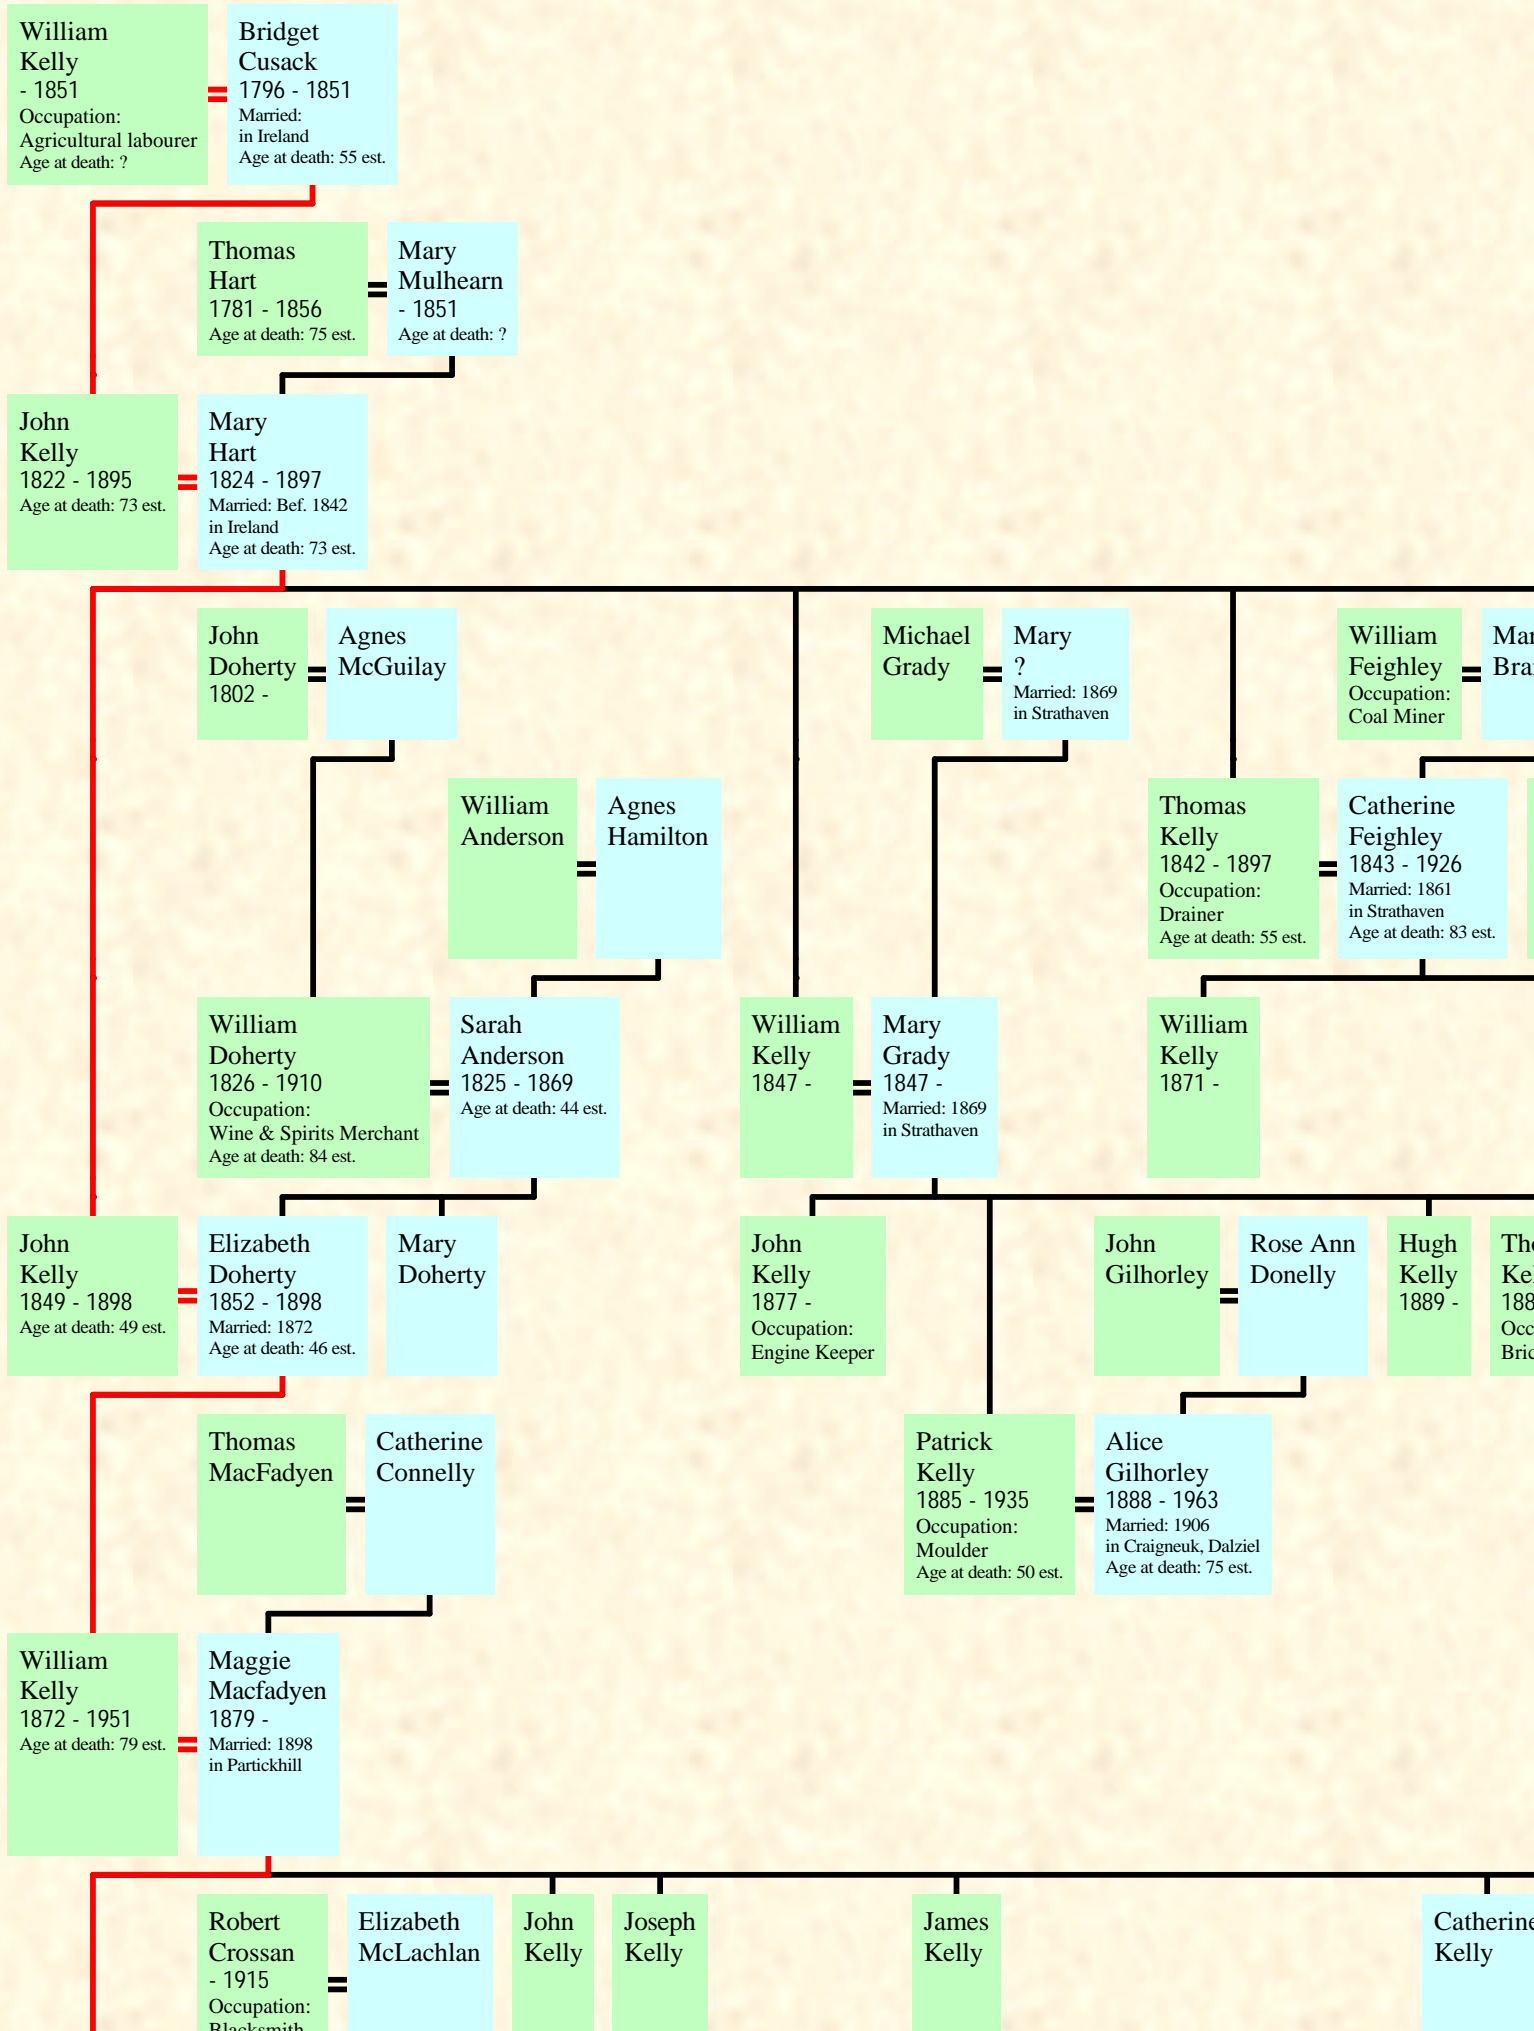 William
Kelly
- 1851
Occupation:
Agricultural labourer
Age at death: ?
Bridget
Cusack
1796 - 1851
Married:
in Ireland
Age at death: 55 est.
Thomas
Hart
1781 - 1856
Age at death: 75 est.
Mary
Mulhearn
- 1851
Age at death: ?
John
Kelly
1822 - 1895
Age at death: 73 est.
Mary
Hart
1824 - 1897
Married: Bef. 1842
in Ireland
Age at death: 73 est.
John
Doherty
1802 -
Agnes
McGuilay
Michael
Grady
Mary
?
Married: 1869
in Strathaven
William
Feighley
Occupation:
Coal Miner
William
Anderson
Agnes
Hamilton
Thomas
Kelly
1842 - 1897
Occupation:
Drainer
Age at death: 55 est.
Catherine
Feighley
1843 - 1926
Married: 1861
in Strathaven
Age at death: 83 est.
William
Doherty
1826 - 1910
Occupation:
Wine & Spirits Merchant
Age at death: 84 est.
Sarah
Anderson
1825 - 1869
Age at death: 44 est.
William
Kelly
1847 -
Mary
Grady
1847 -
Married: 1869
in Strathaven
William
Kelly
1871 -
John
Kelly
1849 - 1898
Age at death: 49 est.
Elizabeth
Doherty
1852 - 1898
Married: 1872
Age at death: 46 est.
Mary
Doherty
John
Kelly
1877 -
Occupation:
Engine Keeper
John
Gilhorley
Rose Ann
Donelly
Hugh
Kelly
1889 -
Thomas
MacFadyen
Catherine
Connelly
Patrick
Kelly
1885 - 1935
Occupation:
Moulder
Age at death: 50 est.
Alice
Gilhorley
1888 - 1963
Married: 1906
in Craigneuk, Dalziel
Age at death: 75 est.
William
Kelly
1872 - 1951
Age at death: 79 est.
Maggie
Macfadyen
1879 -
Married: 1898
in Partickhill
Robert
Crossan
- 1915
Occupation:
Blacksmith
Elizabeth
McLachlan
John
Kelly
Joseph
Kelly
James
Kelly
Catherine
Kelly